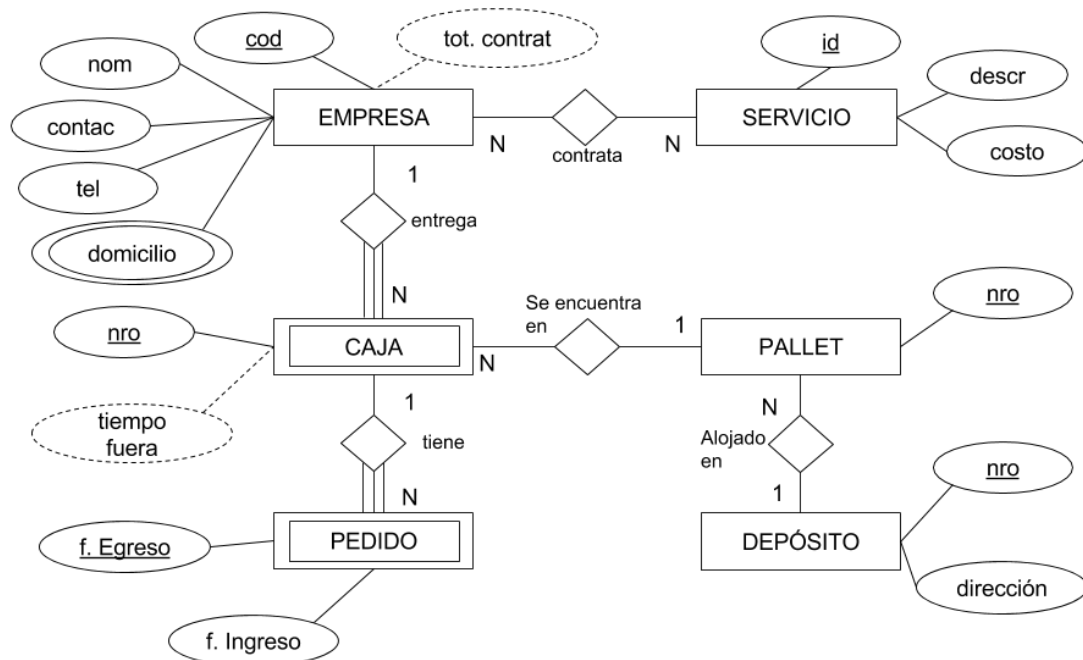 cod
tot. contrat
id
nom
descr
contac
EMPRESA
SERVICIO
N
N
contrata
costo
tel
1
entrega
domicilio
N
Se encuentra
en
nro
nro
1
CAJA
N
PALLET
tiempo
fuera
1
tiene
N
Alojado
en
nro
N
1
f. Egreso
PEDIDO
DEPÓSITO
dirección
f. Ingreso